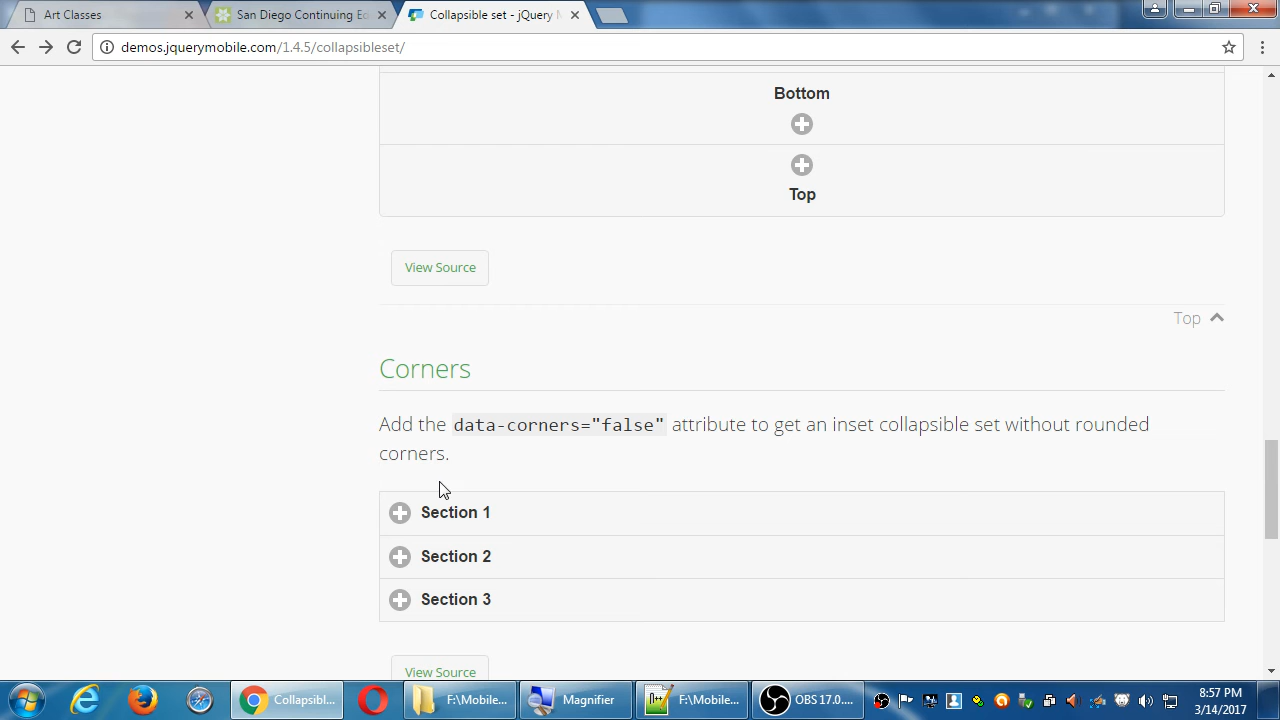 Art Classes
San Diego Continuing Ed
Collapsible set - jQuery M
demos.jquerymobile.com/1.4.5/collapsibleset/
Bottom
Top
View Source
Top
Corners
Add the data-corners="false" attribute to get an inset collapsible set without rounded
corners.
Section 1
Section 2
Section 3
View Source
Collapsibl...
F:\Mobile...
Magnifier
F:\Mobile...
OBS 17.0....
8:57 PM
3/14/2017